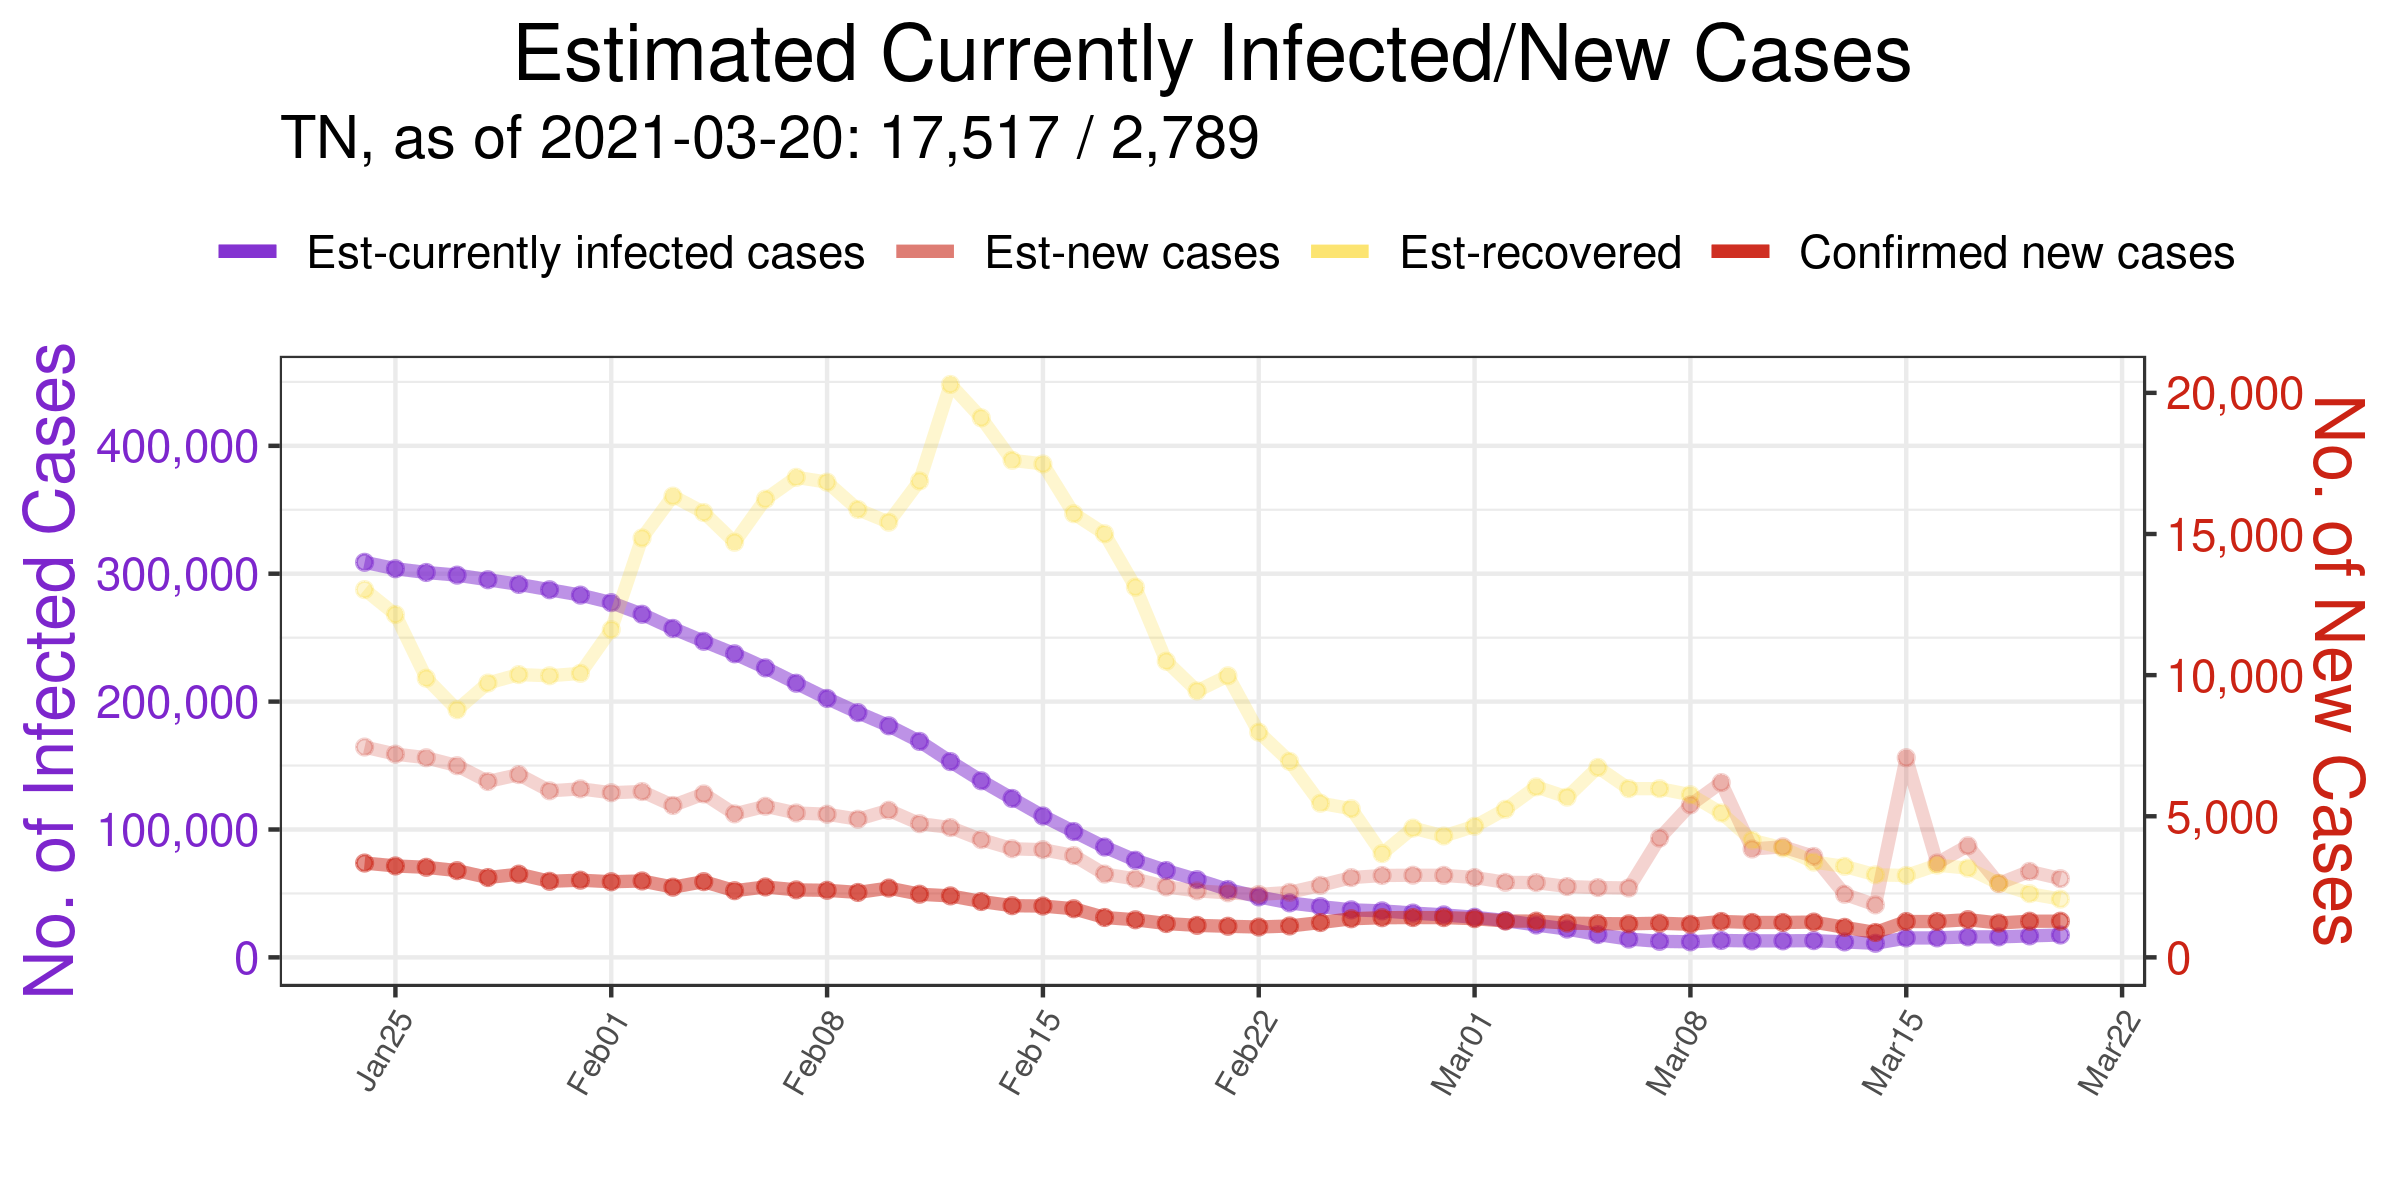 Estimated Currently Infected/New Cases
TN, as of 2021-03-20: 17,517 / 2,789
Est-currently infected cases Est-new cases Est-recovered Confirmed new cases
No. of Infected Cases
400,000
300,000
200,000
100,000
0
20,000
15,000
10,000
5,000
0
No. of New Cases
Jan25 Feb01 Feb08 Feb15 Feb22 Mar01 Mar08 Mar15 Mar22